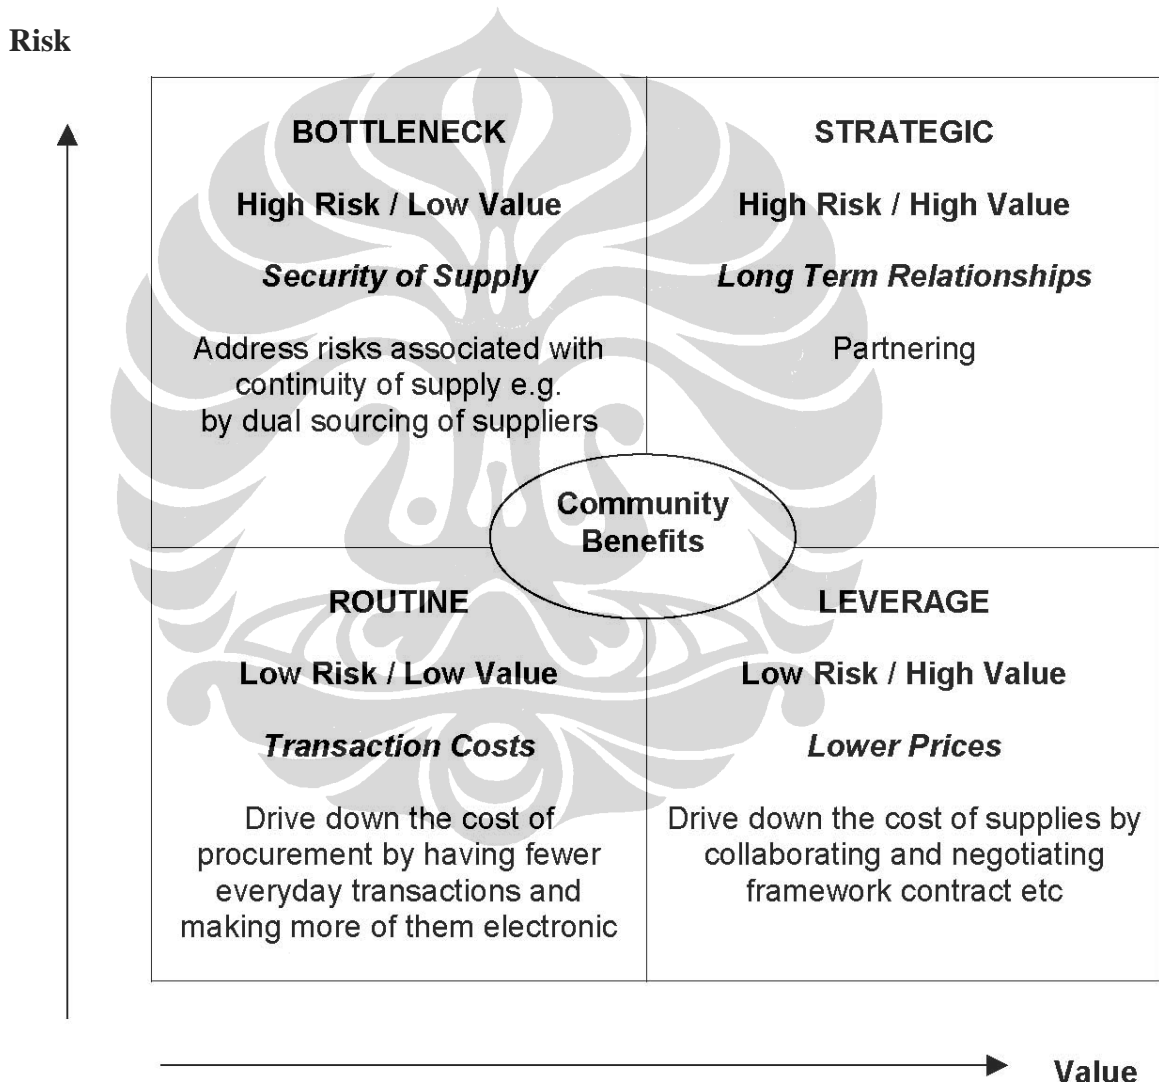 Risk
BOTTLENECK
High Risk / Low Value
Security of Supply
Address risks associated with
continuity of supply e.g.
by dual sourcing of suppliers
STRATEGIC
High Risk / High Value
Long Term Relationships
Partnering
Community
Benefits
ROUTINE
Low Risk / Low Value
Transaction Costs
Drive down the cost of
procurement by having fewer
everyday transactions and
making more of them electronic
LEVERAGE
Low Risk / High Value
Lower Prices
Drive down the cost of supplies by
collaborating and negotiating
framework contract etc
Value